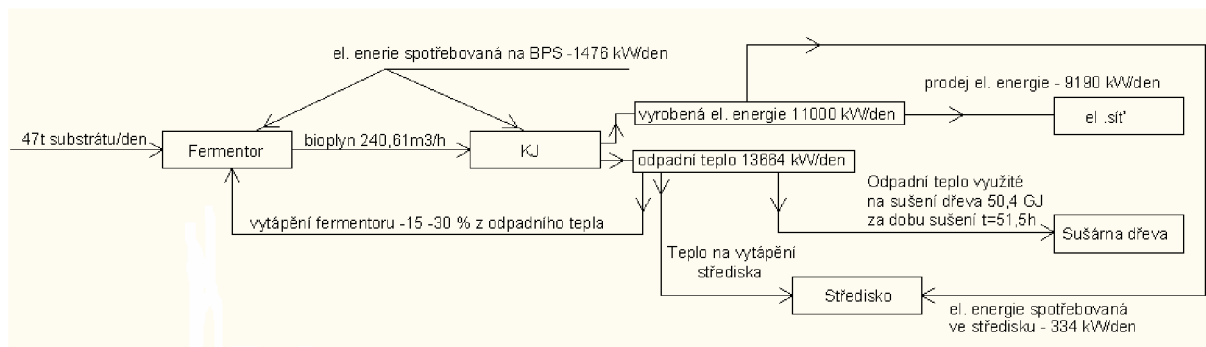 el. enerie spotřebovaná na BPS -1476 kW/den
prodej el. energie - 9190 kW/den
47t substrátu/den
Fermentor
bioplyn 240,61m3/h
KJ
vyrobená el. energie 11000 kW/den
el .síť
odpadní teplo 13664 kW/den
Odpadní teplo využité
na sušení dřeva 50,4 GJ
za dobu sušení t=51,5h
vytápění fermentoru -15 -30 % z odpadního tepla
Sušárna dřeva
Teplo na vytápění
střediska
Středisko
el. energie spotřebovaná
ve středisku - 334 kW/den